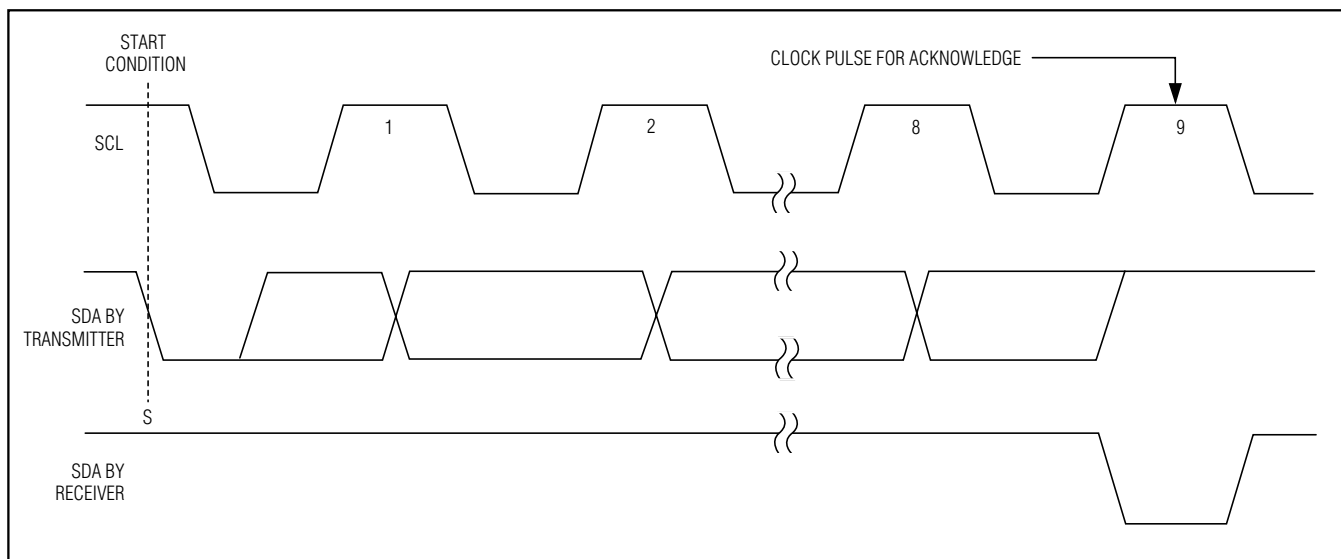 START
CONDITION
CLOCK PULSE FOR ACKNOWLEDGE
SCL
1
2
8
9
SDA BY
TRANSMITTER
S
SDA BY
RECEIVER